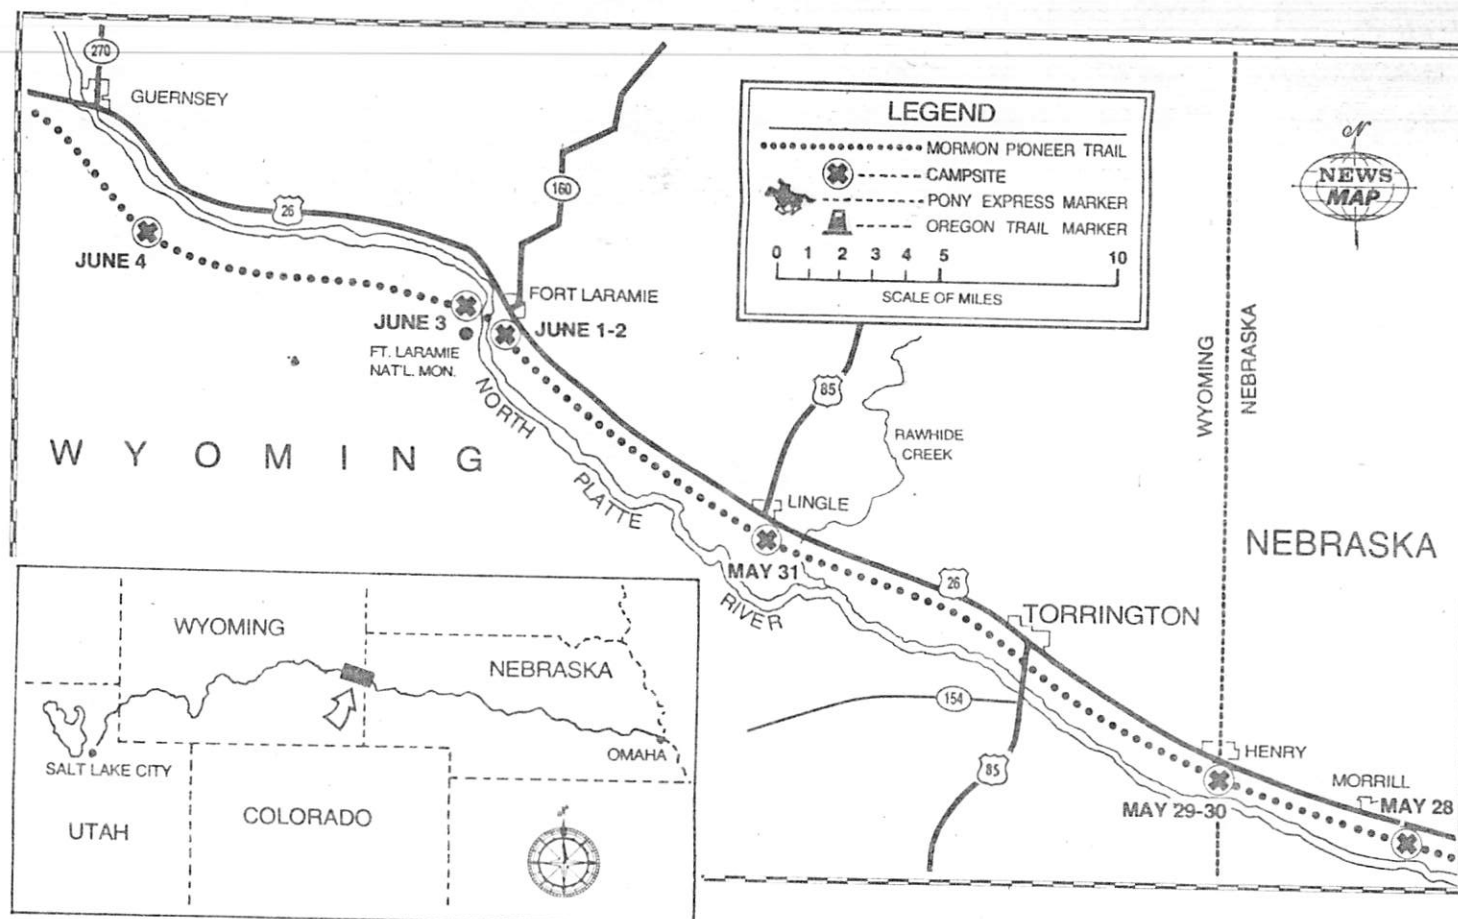 270
GUERNSEY
26
160
JUNE 4
JUNE 3
FORT LARAMIE
JUNE 1-2
FT. LARAMIE
NAT'L. MON.
LEGEND
MORMON PIONEER TRAIL
CAMPSITE
PONY EXPRESS MARKER
OREGON TRAIL MARKER
0 1 2 3 4 5 10
SCALE OF MILES
N
NEWS
MAP
WYOMING
NEBRASKA
85
RAWHIDE
CREEK
WYOMING
NORTH
PLATTE
RIVER
LINGLE
MAY 31
NEBRASKA
26
TORRINGTON
154
85
HENRY
MORRILL
MAY 29-30
MAY 28
WYOMING
NEBRASKA
OMAHA
SALT LAKE CITY
UTAH
COLORADO